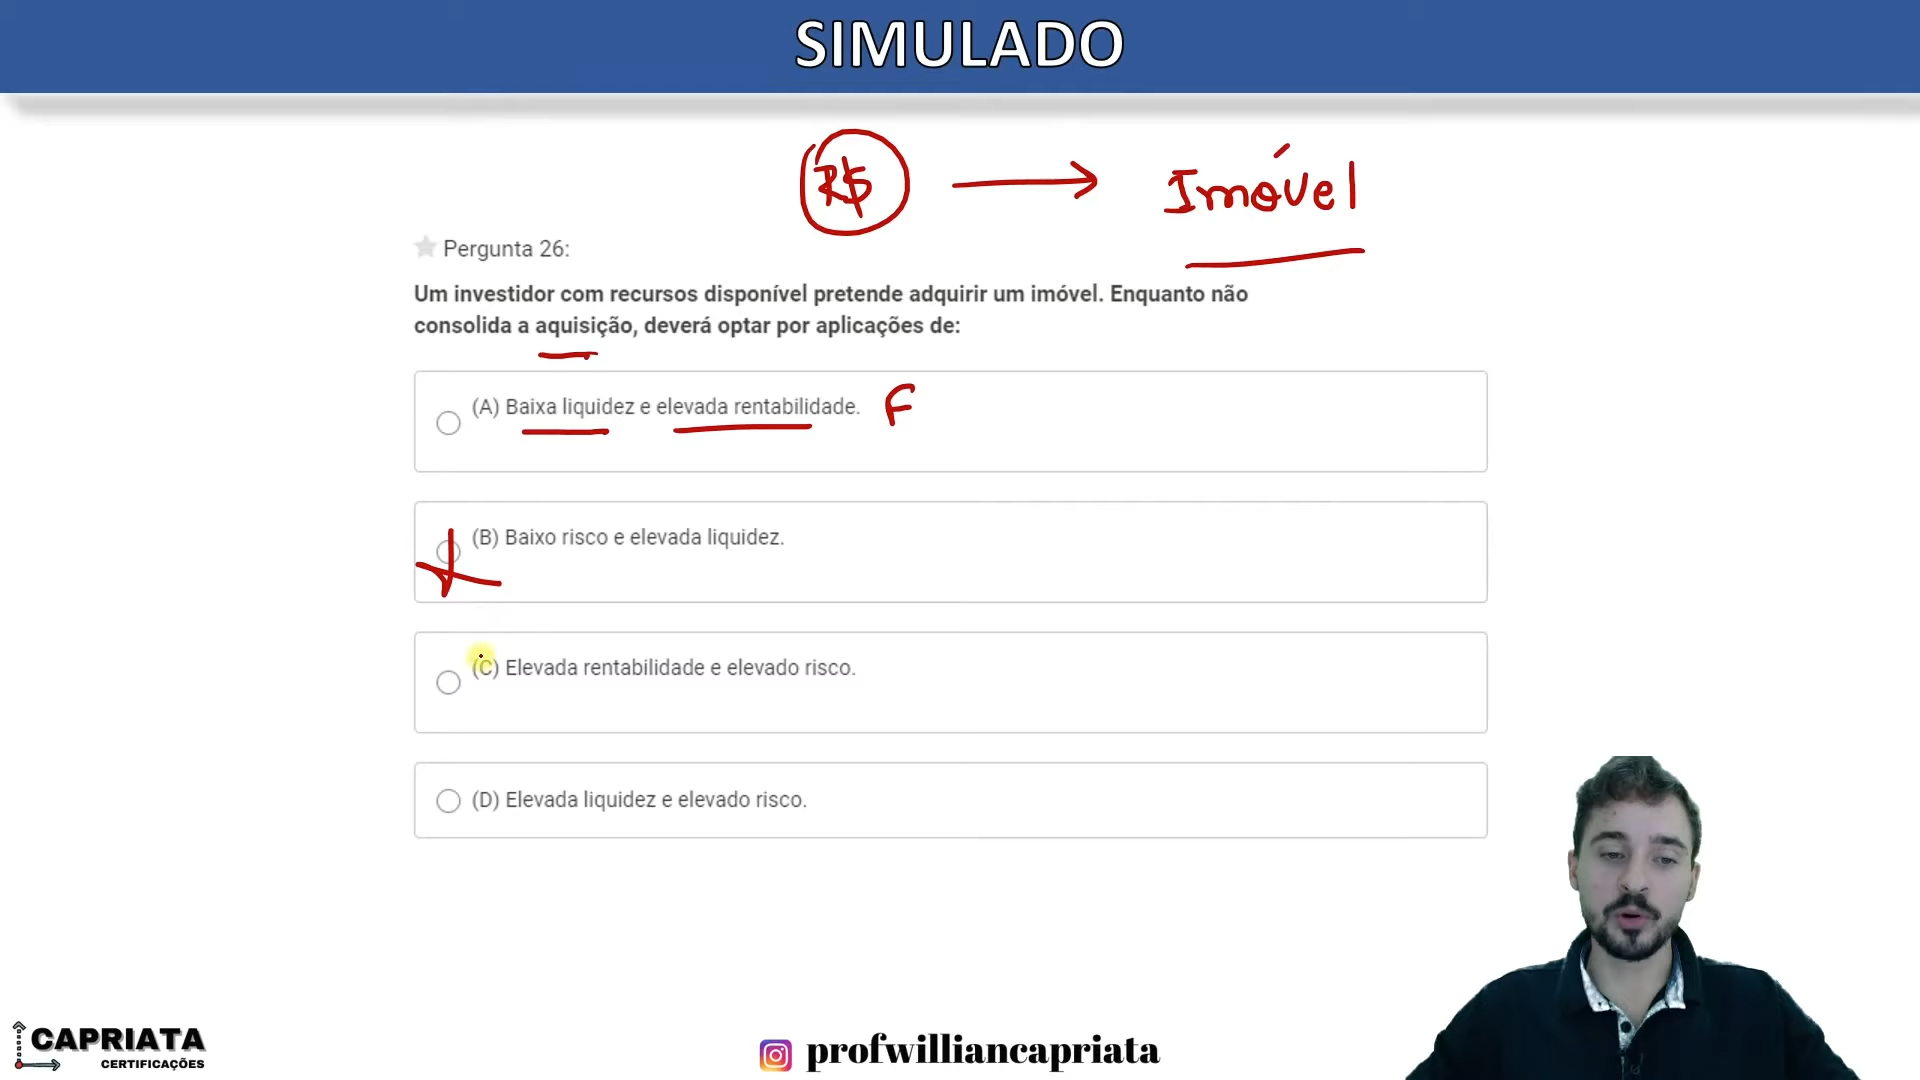 SIMULADO
R$ → Imóvel
Pergunta 26:
Um investidor com recursos disponível pretende adquirir um imóvel. Enquanto não
consolida a aquisição, deverá optar por aplicações de:
(A) Baixa liquidez e elevada rentabilidade. F
(B) Baixo risco e elevada liquidez.
(C) Elevada rentabilidade e elevado risco.
(D) Elevada liquidez e elevado risco.
CAPRIATA
CERTIFICAÇÕES
profwilliancapriata